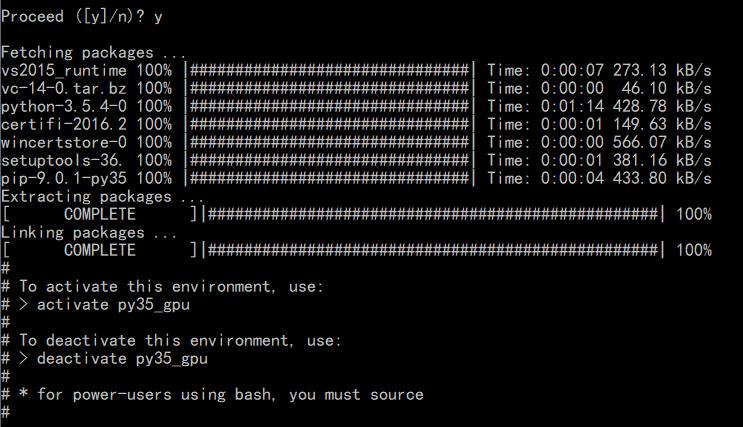 Proceed ([y]/n)? y
Fetching packages ...
vs2015_runtime 100% |###############################| Time: 0:00:07 273.13 kB/s
vc-14-0.tar.bz 100% |###############################| Time: 0:00:00  46.10 kB/s
python-3.5.4-0 100% |###############################| Time: 0:01:14 428.78 kB/s
certifi-2016.2 100% |###############################| Time: 0:00:01 149.63 kB/s
wincertstore-0 100% |###############################| Time: 0:00:00 566.07 kB/s
setuptools-36. 100% |###############################| Time: 0:00:01 381.16 kB/s
pip-9.0.1-py35 100% |###############################| Time: 0:00:04 433.80 kB/s
Extracting packages ...
[      COMPLETE      ]|##################################################| 100%
Linking packages ...
[      COMPLETE      ]|##################################################| 100%
#
# To activate this environment, use:
# > activate py35_gpu
#
# To deactivate this environment, use:
# > deactivate py35_gpu
#
# * for power-users using bash, you must source
#